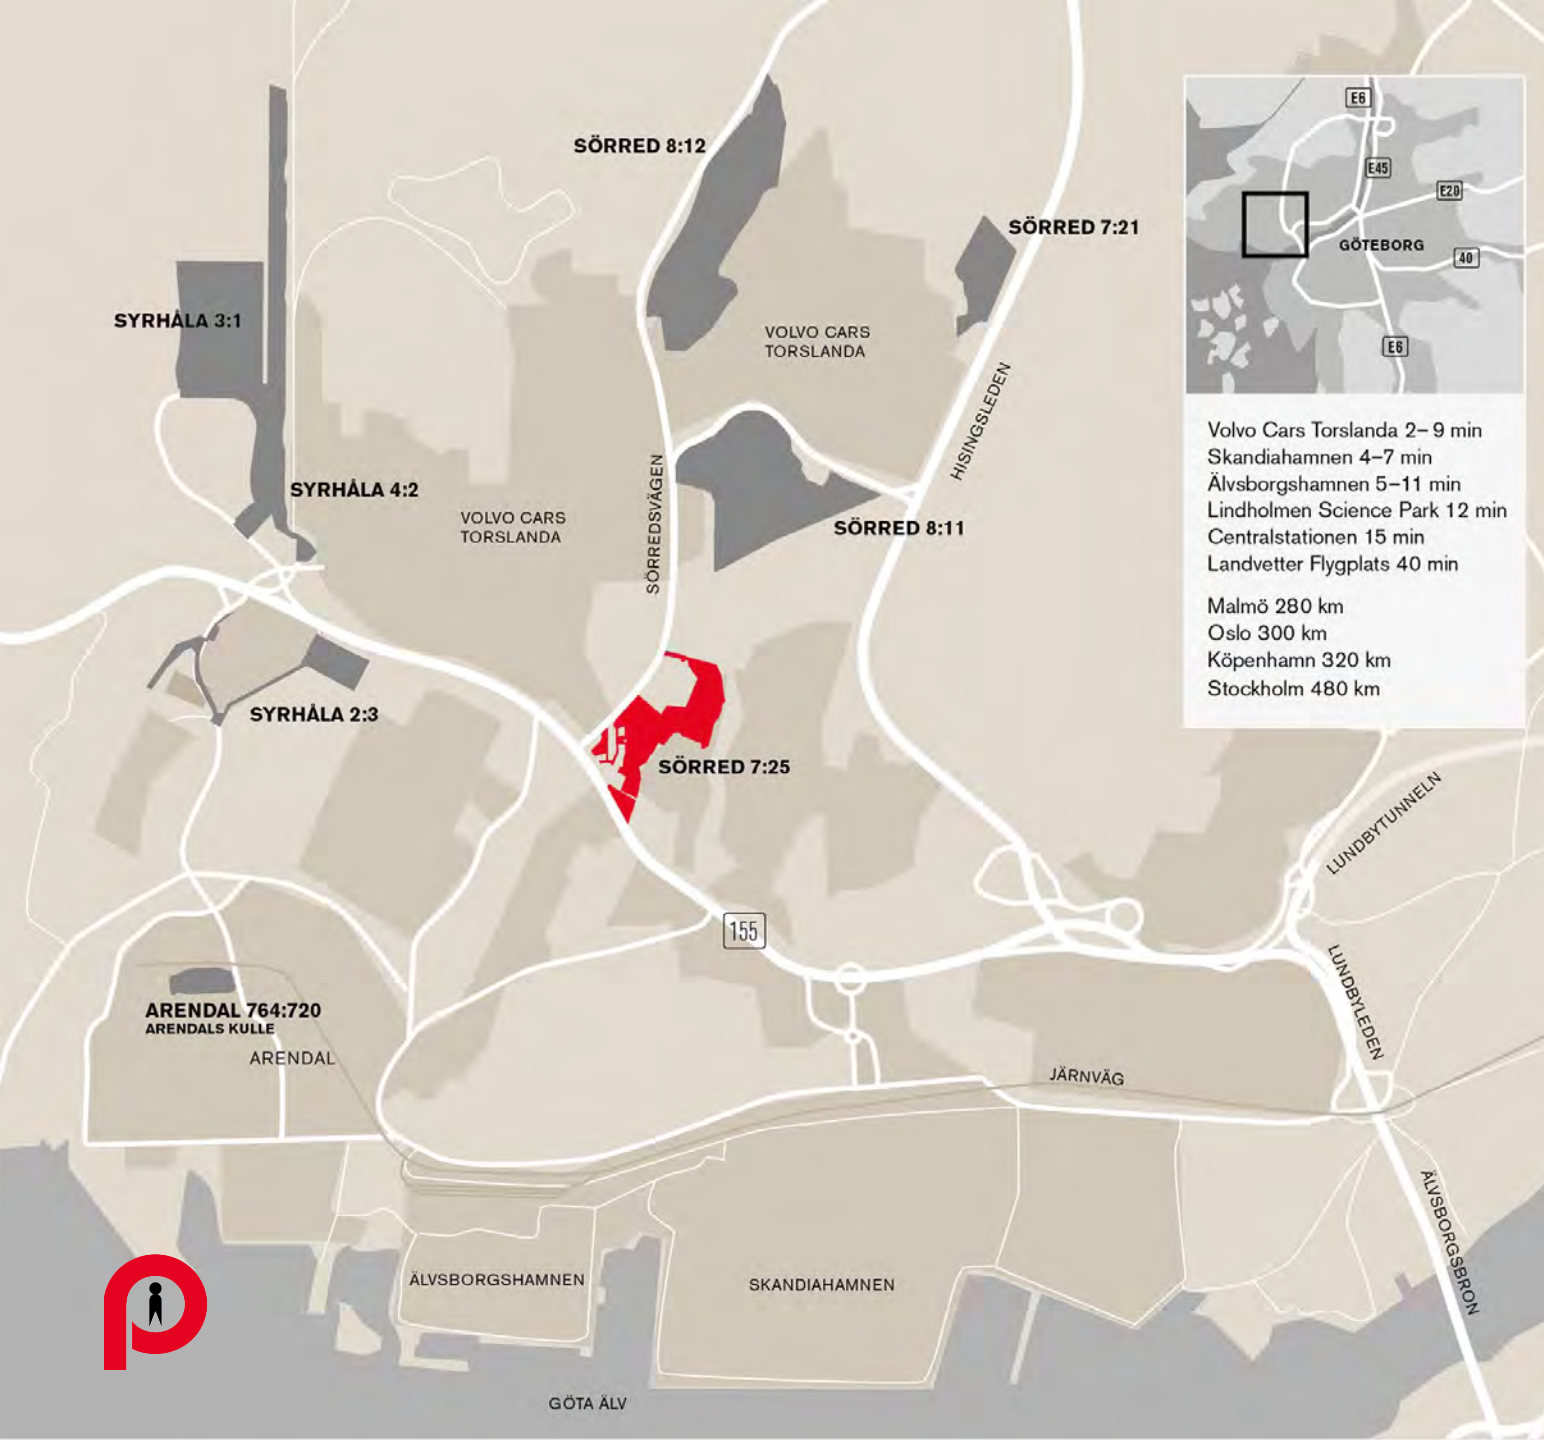 SÖRRED 8:12
SÖRRED 7:21
SYRHÅLA 3:1
VOLVO CARS
TORSLANDA
HISINGSLEDEN
SYRHÅLA 4:2
VOLVO CARS
TORSLANDA
SÖRREDSVÄGEN
SÖRRED 8:11
SYRHÅLA 2:3
SÖRRED 7:25
155
ARENDAL 764:720
ARENDALS KULLE
ARENDAL
JÄRNVÄG
LUNDBYTUNNELN
LUNDBYLEDEN
ÄLVSBORGSBRON
ÄLVSBORGSHAMNEN
SKANDIAHAMNEN
GÖTA ÄLV
E6
E45
E20
GÖTEBORG
40
E6
Volvo Cars Torslanda 2–9 min
Skandiahamnen 4–7 min
Älvsborgshamnen 5–11 min
Lindholmen Science Park 12 min
Centralstationen 15 min
Landvetter Flygplats 40 min
Malmö 280 km
Oslo 300 km
Köpenhamn 320 km
Stockholm 480 km